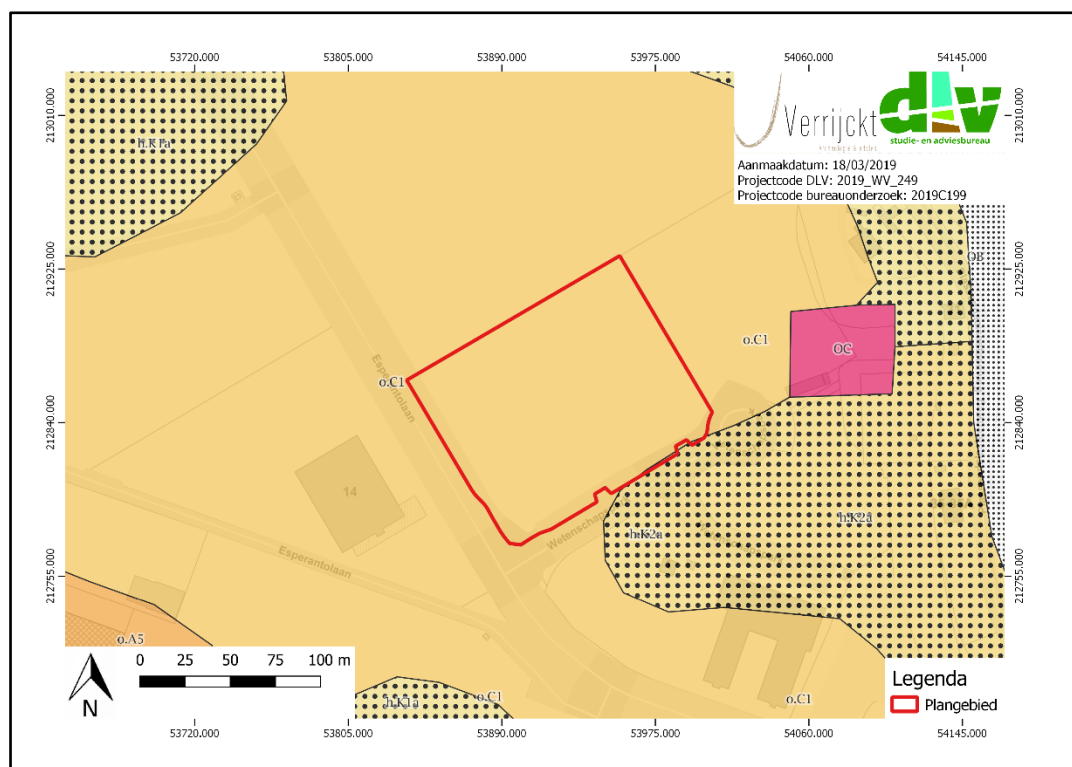 53720.000 53805.000 53890.000 53975.000 54060.000 54145.000
213010.000
213010.000
Verrijckt
dlv
studie- en adviesbureau
Aanmaakdatum: 18/03/2019
Projectcode DLV: 2019_WV_249
Projectcode bureauonderzoek: 2019C199
h.K1a
212925.000
212925.000
OB
o.C1
OC
o.C1
Esperantolaan
212840.000
212840.000
14
h.K2a
h.K2a
Esperantolaan
212755.000
212755.000
o.A5
0 25 50 75 100 m
N
h.K1a
o.C1
o.C1
Legenda
Plangebied
53720.000 53805.000 53890.000 53975.000 54060.000 54145.000